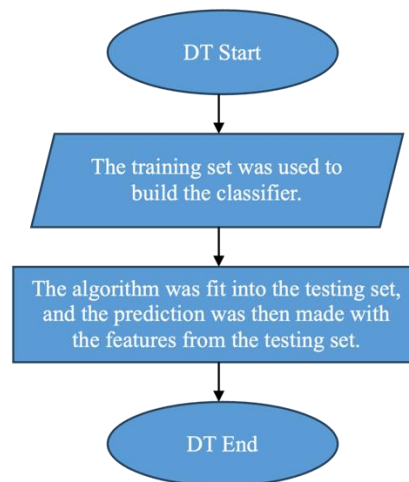 DT Start
The training set was used to
build the classifier.
The algorithm was fit into the testing set,
and the prediction was then made with
the features from the testing set.
DT End